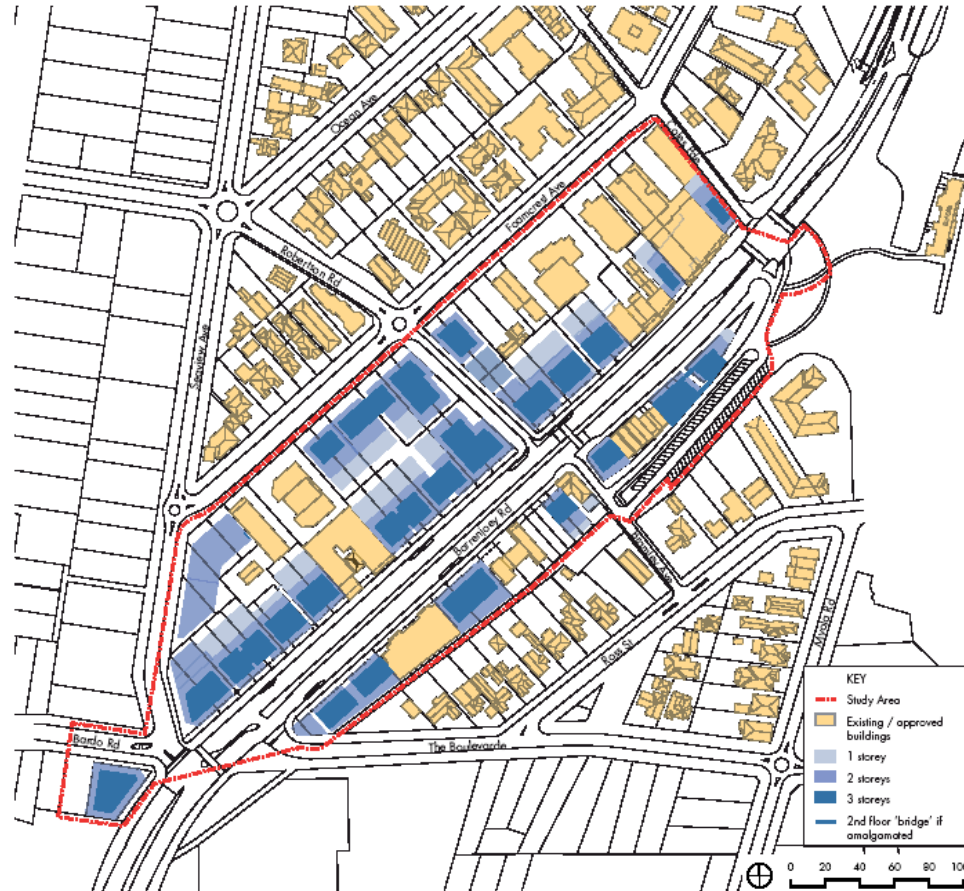 Ocean Ave
Foamcrest Ave
Robertson Rd
Seaview Ave
Barrenjoey Rd
Ross St
Myola Rd
The Boulevarde
Bardo Rd
KEY
Study Area
Existing / approved
buildings
1 storey
2 storeys
3 storeys
2nd floor 'bridge' if
amalgamated
0 20 40 60 80